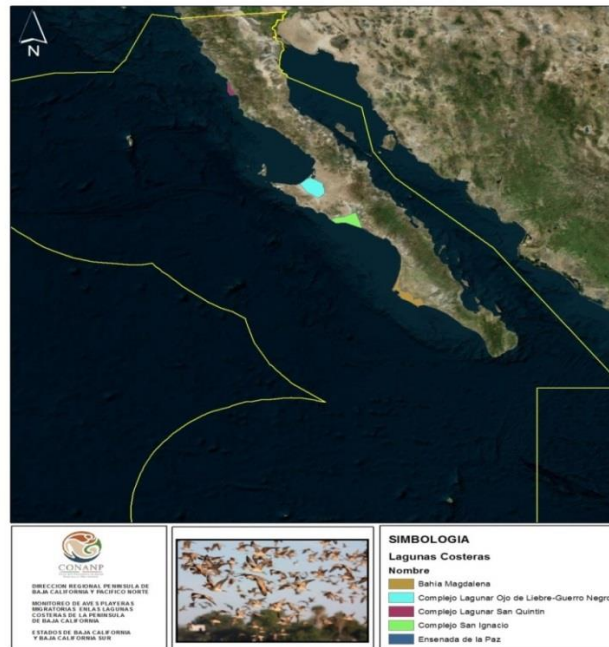 N
CONANP
DIRECCION REGIONAL PENINSULA DE
BAJA CALIFORNIA Y PACIFICO NORTE
MONITOREO DE AVES PLAYERAS
MIGRATORIAS EN LAS LAGUNAS
COSTERAS DE LA PENINSULA
DE BAJA CALIFORNIA
ESTADOS DE BAJA CALIFORNIA
Y BAJA CALIFORNIA SUR
SIMBOLOGIA
Lagunas Costeras
Nombre
Bahia Magdalena
Complejo Lagunar Ojo de Liebre-Guerro Negro
Complejo Lagunar San Quintin
Complejo San Ignacio
Ensenada de la Paz